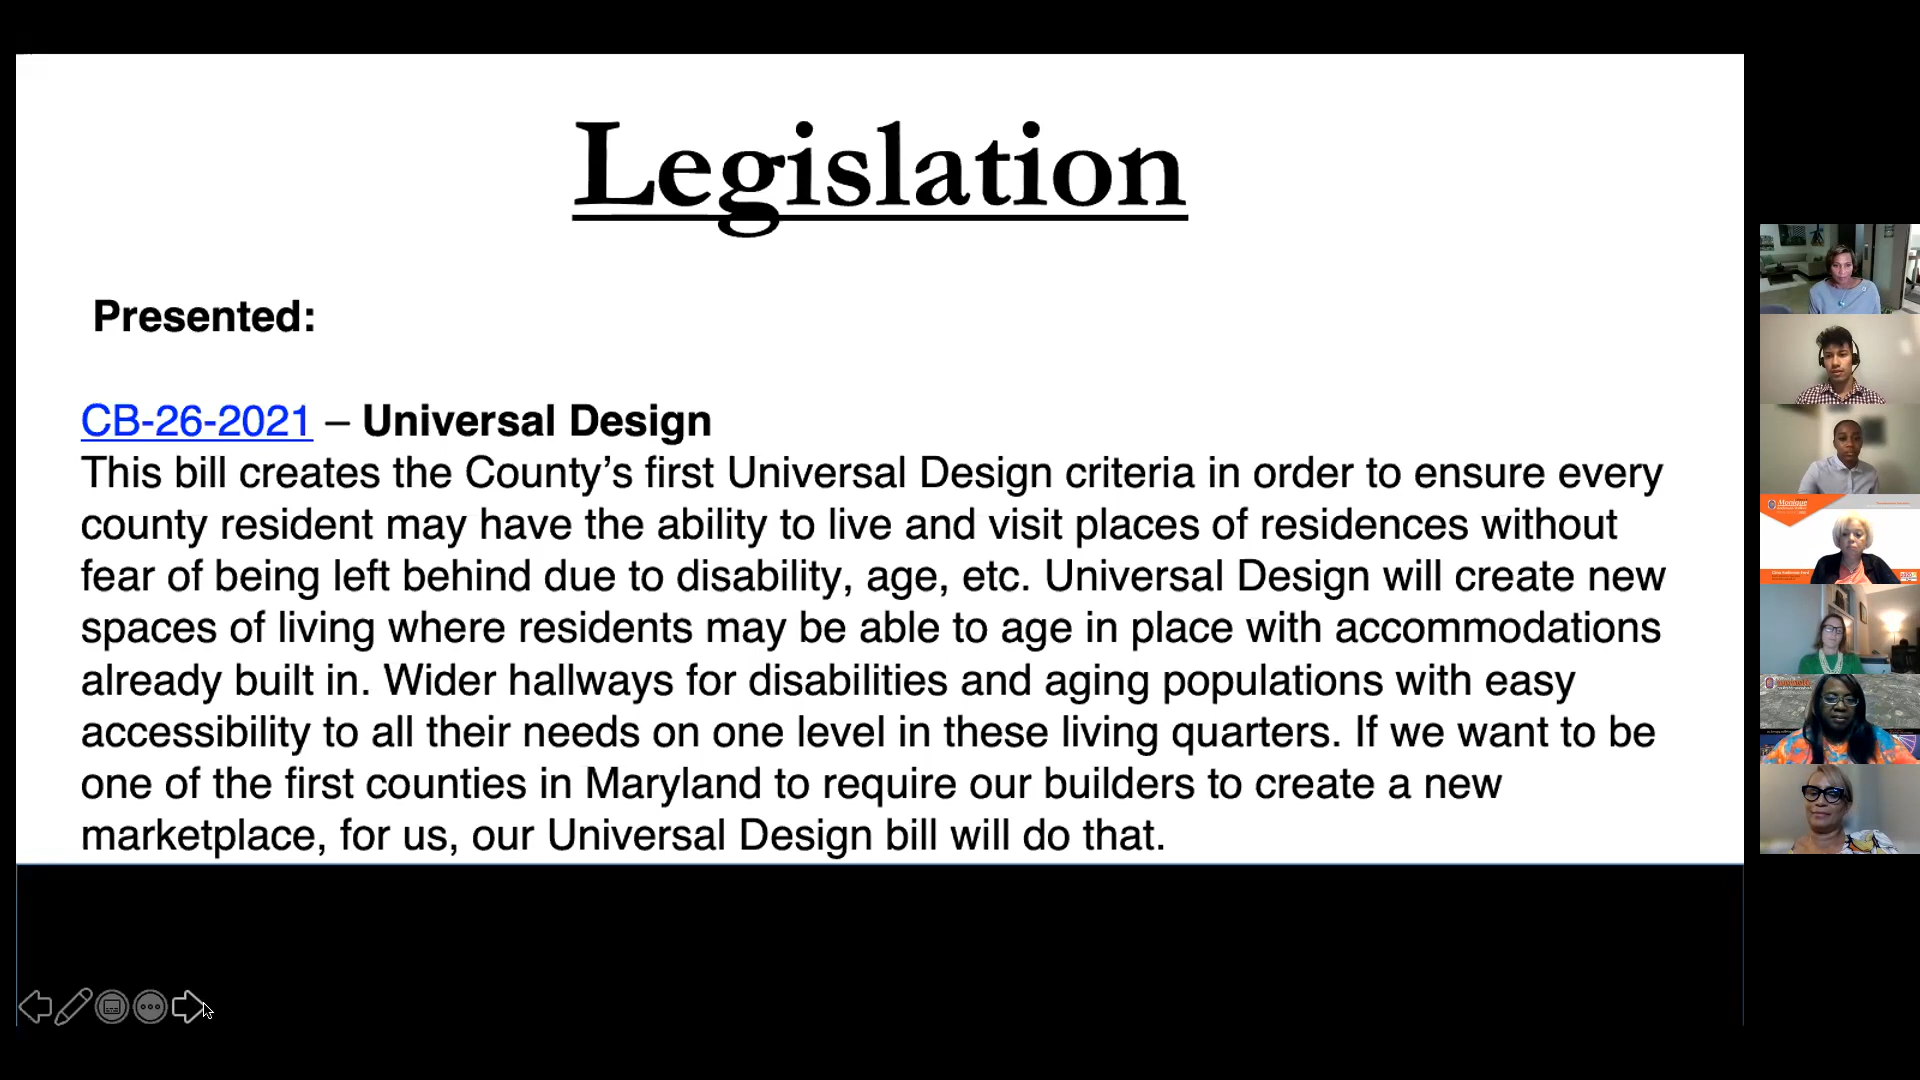 Legislation
Presented:
CB-26-2021 – Universal Design
This bill creates the County’s first Universal Design criteria in order to ensure every
county resident may have the ability to live and visit places of residences without
fear of being left behind due to disability, age, etc. Universal Design will create new
spaces of living where residents may be able to age in place with accommodations
already built in. Wider hallways for disabilities and aging populations with easy
accessibility to all their needs on one level in these living quarters. If we want to be
one of the first counties in Maryland to require our builders to create a new
marketplace, for us, our Universal Design bill will do that.
Monique